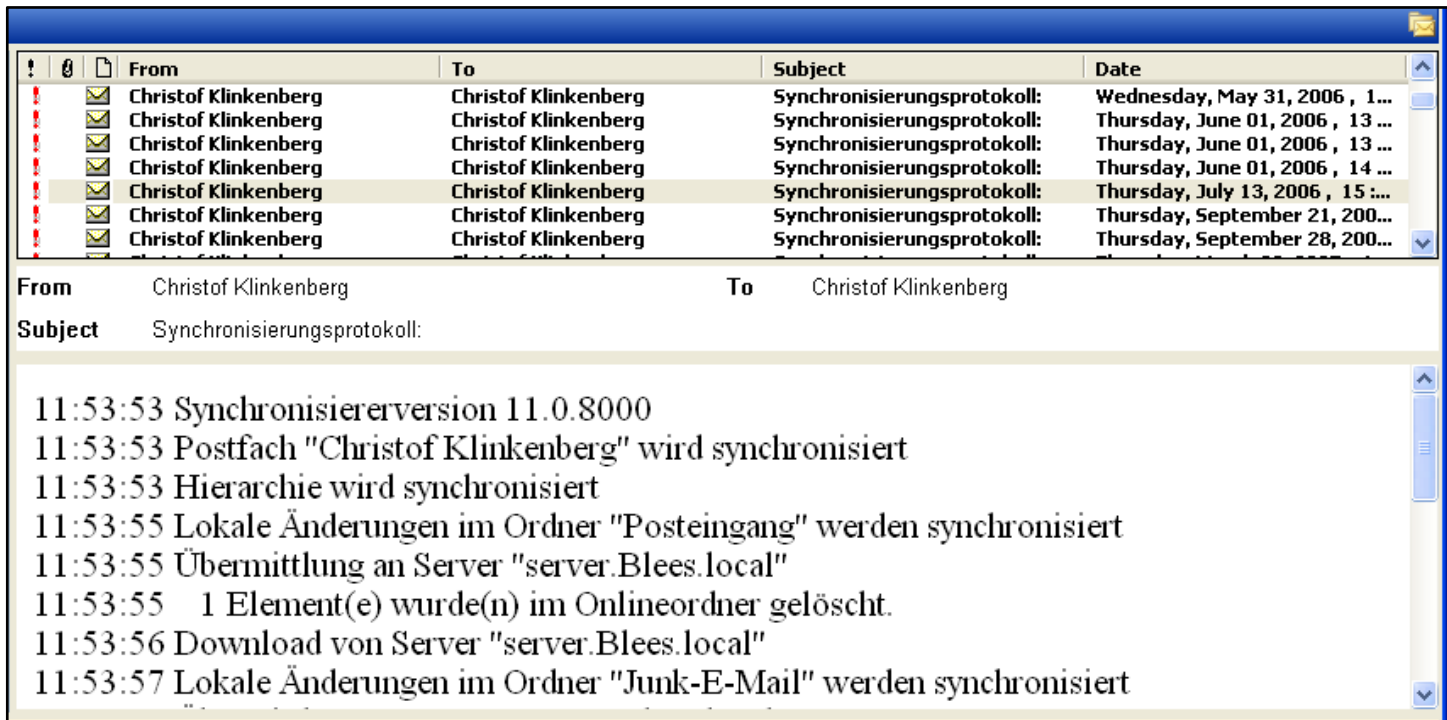 ! From To Subject Date
! Christof Klinkenberg Christof Klinkenberg Synchronisierungsprotokoll: Wednesday, May 31, 2006 , 1...
! Christof Klinkenberg Christof Klinkenberg Synchronisierungsprotokoll: Thursday, June 01, 2006 , 13 ...
! Christof Klinkenberg Christof Klinkenberg Synchronisierungsprotokoll: Thursday, June 01, 2006 , 13 ...
! Christof Klinkenberg Christof Klinkenberg Synchronisierungsprotokoll: Thursday, June 01, 2006 , 14 ...
! Christof Klinkenberg Christof Klinkenberg Synchronisierungsprotokoll: Thursday, July 13, 2006 , 15 :...
! Christof Klinkenberg Christof Klinkenberg Synchronisierungsprotokoll: Thursday, September 21, 200...
! Christof Klinkenberg Christof Klinkenberg Synchronisierungsprotokoll: Thursday, September 28, 200...
From Christof Klinkenberg To Christof Klinkenberg
Subject Synchronisierungsprotokoll:
11:53:53 Synchronisiererversion 11.0.8000
11:53:53 Postfach "Christof Klinkenberg" wird synchronisiert
11:53:53 Hierarchie wird synchronisiert
11:53:55 Lokale Änderungen im Ordner "Posteingang" werden synchronisiert
11:53:55 Übermittlung an Server "server.Blees.local"
11:53:55 1 Element(e) wurde(n) im Onlineordner gelöscht.
11:53:56 Download von Server "server.Blees.local"
11:53:57 Lokale Änderungen im Ordner "Junk-E-Mail" werden synchronisiert